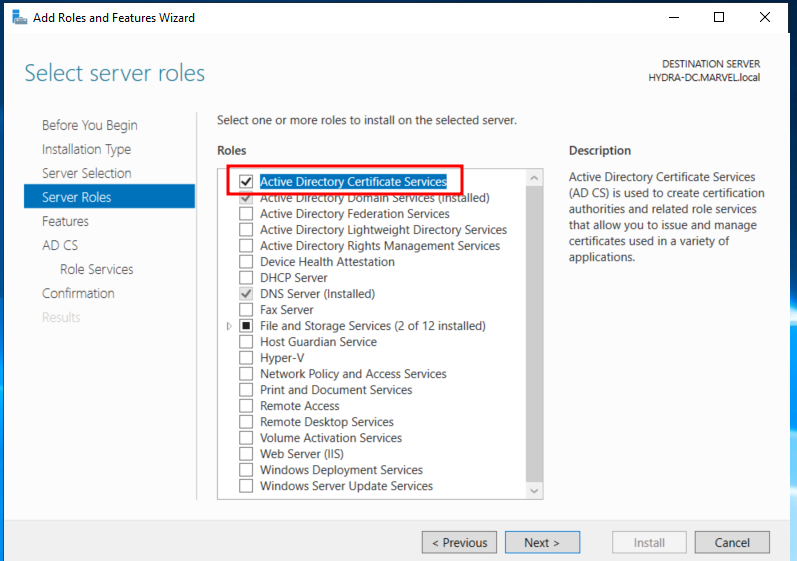 Add Roles and Features Wizard
Select server roles
DESTINATION SERVER
HYDRA-DC.MARVEL.local
Before You Begin
Installation Type
Server Selection
Server Roles
Features
AD CS
Role Services
Confirmation
Results
Select one or more roles to install on the selected server.
Roles
Active Directory Certificate Services
Active Directory Domain Services (Installed)
Active Directory Federation Services
Active Directory Lightweight Directory Services
Active Directory Rights Management Services
Device Health Attestation
DHCP Server
DNS Server (Installed)
Fax Server
File and Storage Services (2 of 12 installed)
Host Guardian Service
Hyper-V
Network Policy and Access Services
Print and Document Services
Remote Access
Remote Desktop Services
Volume Activation Services
Web Server (IIS)
Windows Deployment Services
Windows Server Update Services
Description
Active Directory Certificate Services
(AD CS) is used to create certification
authorities and related role services
that allow you to issue and manage
certificates used in a variety of
applications.
< Previous
Next >
Install
Cancel